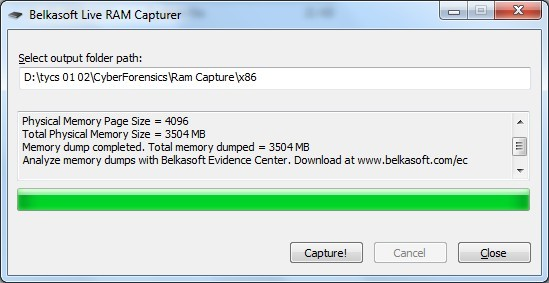 Belkasoft Live RAM Capturer
Select output folder path:
D:\tycs 01 02\CyberForensics\Ram Capture\x86
Physical Memory Page Size = 4096
Total Physical Memory Size = 3504 MB
Memory dump completed. Total memory dumped = 3504 MB
Analyze memory dumps with Belkasoft Evidence Center. Download at www.belkasoft.com/ec
Capture!
Cancel
Close